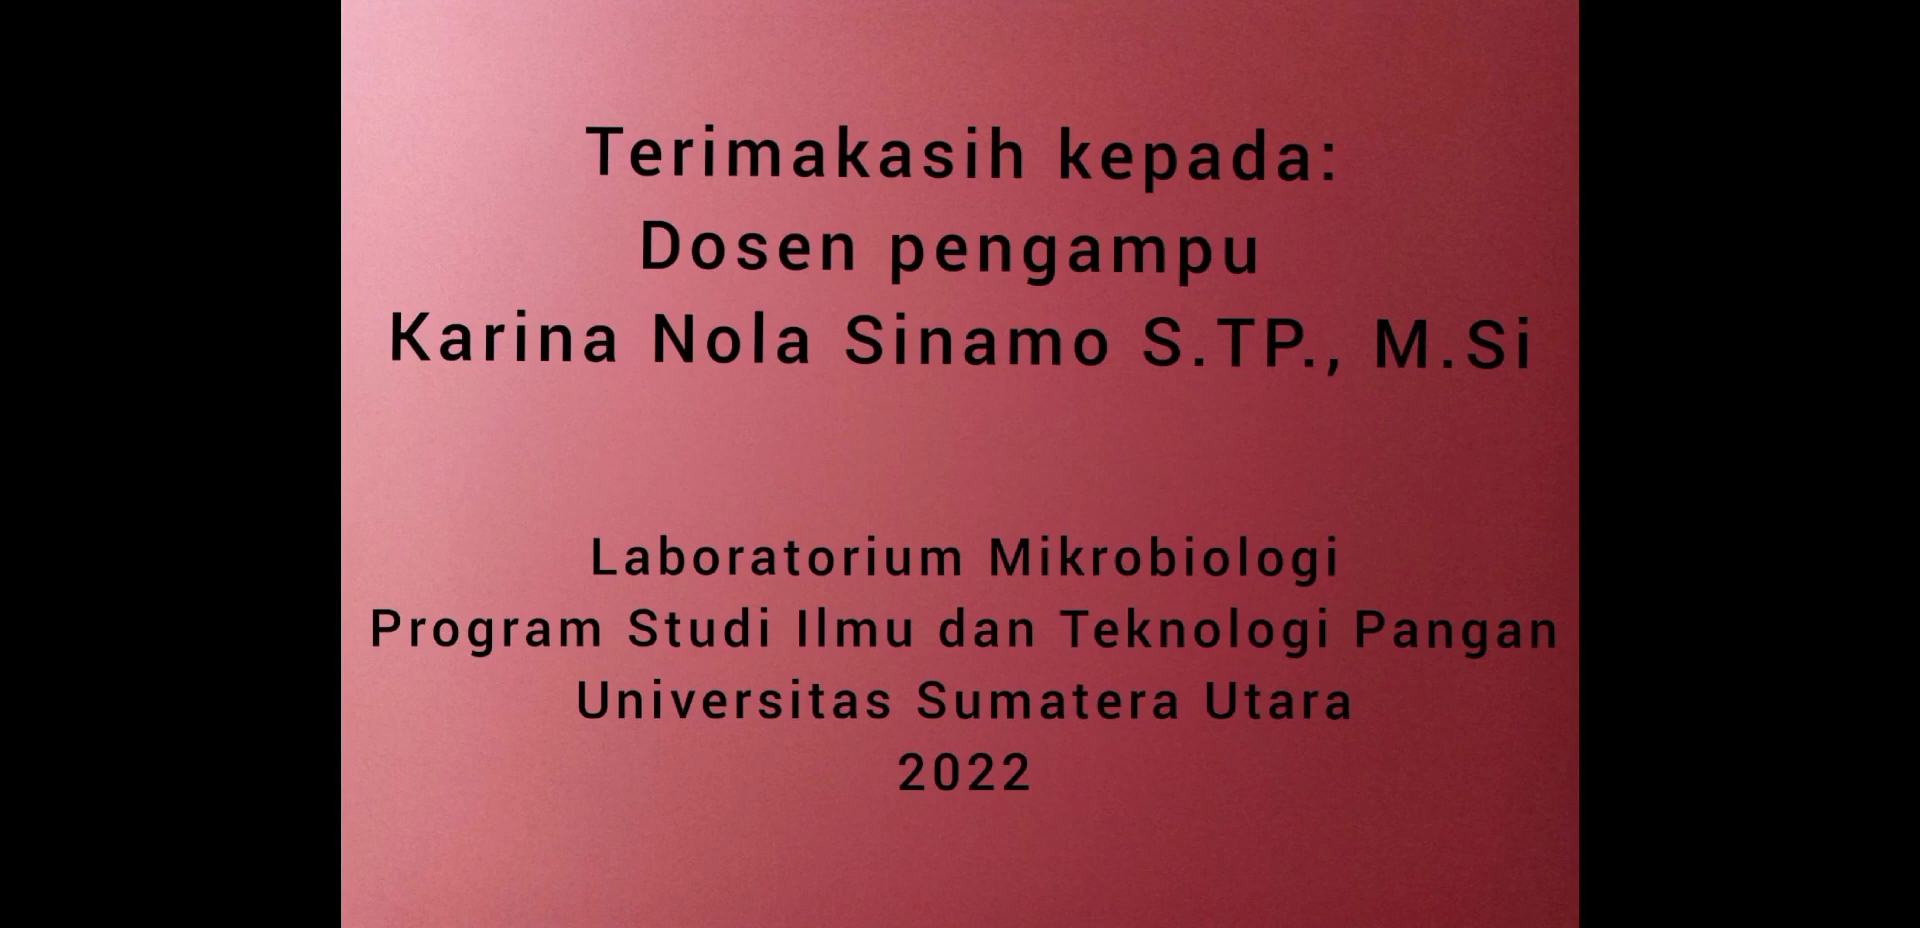 Terimakasih kepada:
Dosen pengampu
Karina Nola Sinamo S.TP., M.Si
Laboratorium Mikrobiologi
Program Studi Ilmu dan Teknologi Pangan
Universitas Sumatera Utara
2022